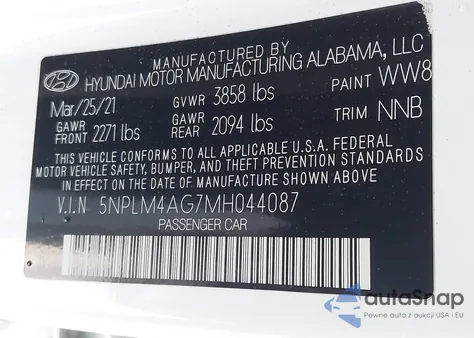 MANUFACTURED BY
HYUNDAI MOTOR MANUFACTURING ALABAMA, LLC
Mar/25/21 GVWR 3858 lbs PAINT WW8
GAWR FRONT 2271 lbs GAWR REAR 2094 lbs TRIM NNB
THIS VEHICLE CONFORMS TO ALL APPLICABLE U.S.A. FEDERAL
MOTOR VEHICLE SAFETY, BUMPER, AND THEFT PREVENTION STANDARDS
IN EFFECT ON THE DATE OF MANUFACTURE SHOWN ABOVE
V.I.N 5NPLM4AG7MH044087
PASSENGER CAR
autaSnap
Pewne auta z aukcji USA i EU